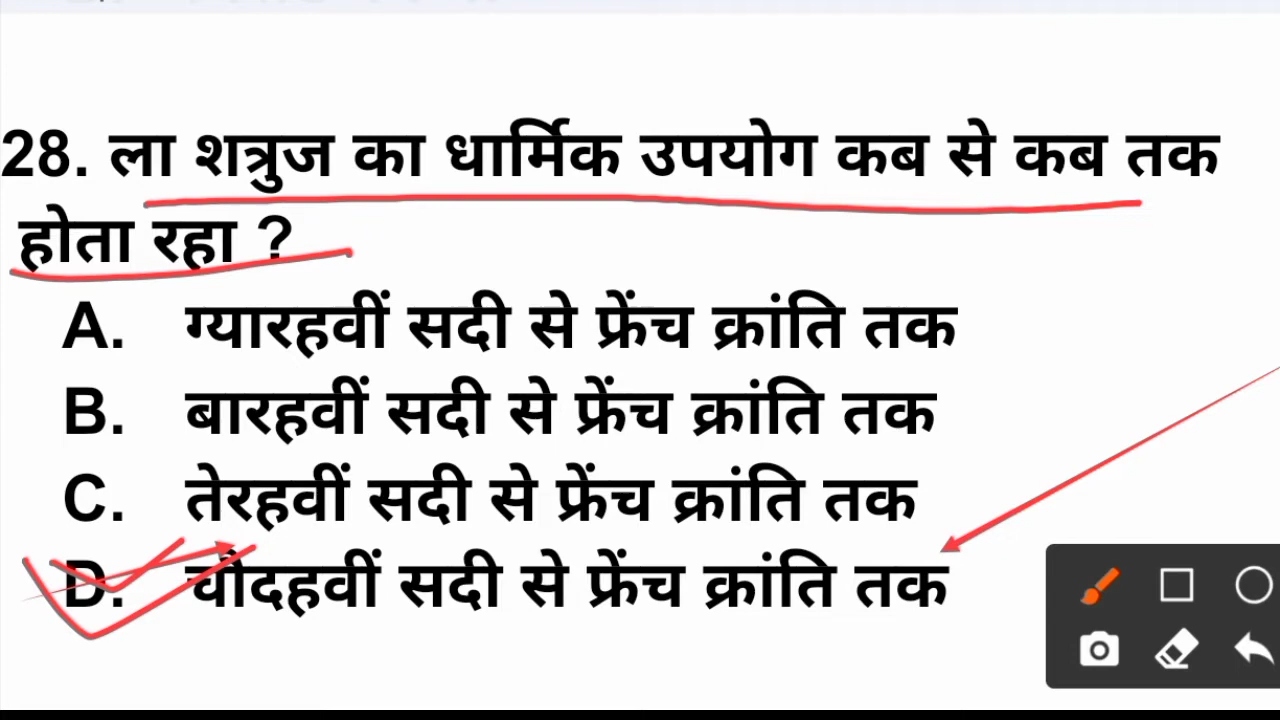 28. ला शत्रुज का धार्मिक उपयोग कब से कब तक
होता रहा ?
A. ग्यारहवीं सदी से फ्रेंच क्रांति तक
B. बारहवीं सदी से फ्रेंच क्रांति तक
C. तेरहवीं सदी से फ्रेंच क्रांति तक
D. चौदहवीं सदी से फ्रेंच क्रांति तक